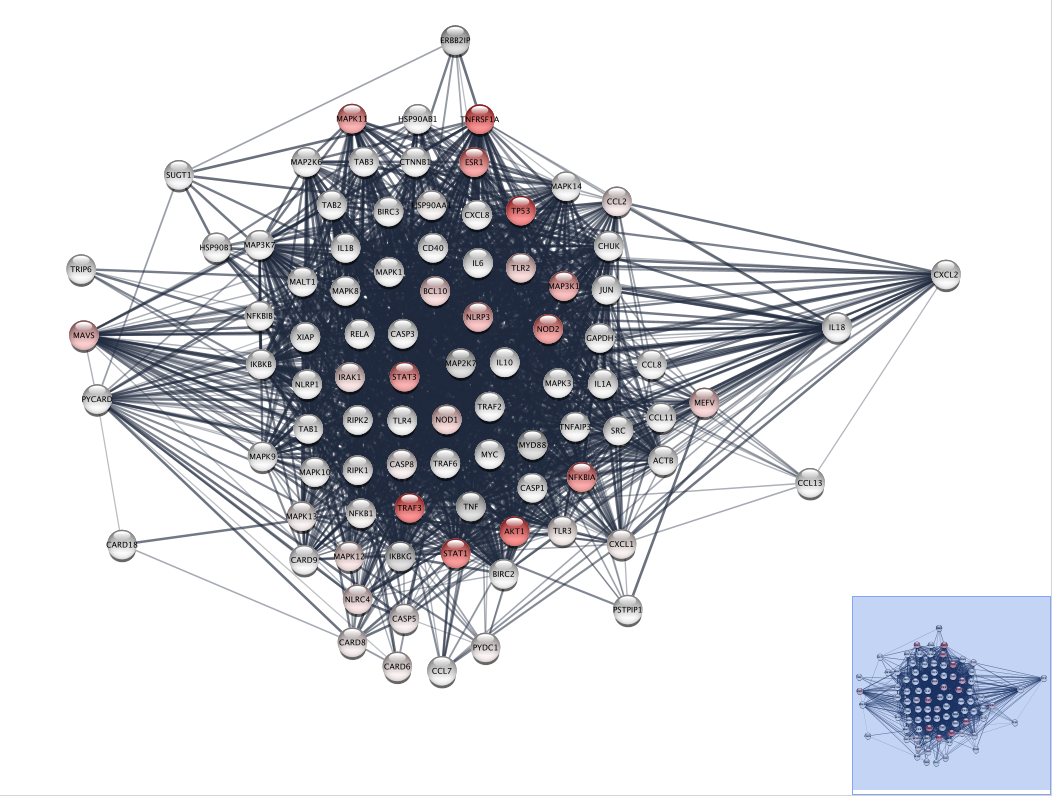 ERBB2IP
MAPK11
HSP90AB1
TNFRSF1A
MAP2K6
TAB3
CTNNB1
ESR1
SUGT1
MAPK14
CCL2
TAB2
BIRC3
HSP90AA1
CXCL8
TP53
HSP90B1
MAP3K7
IL1B
CD40
CHUK
TRIP6
MAPK1
IL6
TLR2
CXCL2
MALT1
MAPK8
BCL10
MAP3K1
JUN
NFKBIB
NLRP3
NOD2
IL18
MAVS
XIAP
RELA
CASP3
GAPDH
IKBKB
MAP2K7
IL10
CCL8
NLRP1
IRAK1
STAT3
MAPK3
IL1A
PYCARD
MEFV
TRAF2
CCL11
TAB1
RIPK2
TLR4
NOD1
TNFAIP3
SRC
MAPK9
MYC
MYD88
ACTB
MAPK10
RIPK1
CASP8
TRAF6
NFKBIA
CCL13
CASP1
MAPK13
NFKB1
TRAF3
TNF
AKT1
TLR3
CARD18
CXCL1
CARD9
MAPK12
IKBKG
STAT1
BIRC2
NLRC4
PSTPIP1
CASP5
CARD8
PYDC1
CARD6
CCL7